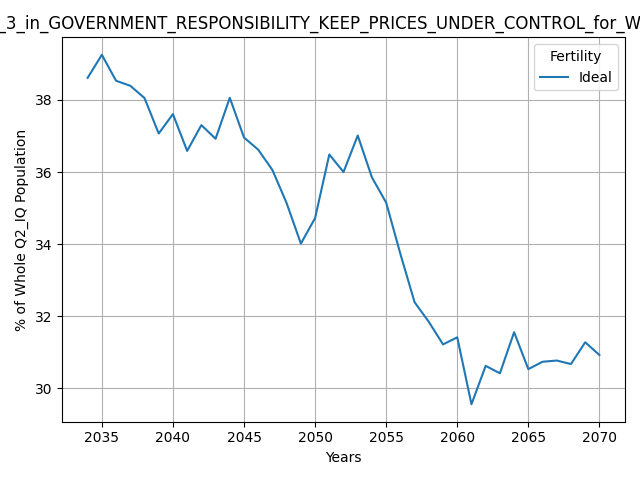 _3_in_GOVERNMENT_RESPONSIBILITY_KEEP_PRICES_UNDER_CONTROL_for_W
Fertility
Ideal
% of Whole Q2_IQ Population
38
36
34
32
30
2035 2040 2045 2050 2055 2060 2065 2070
Years